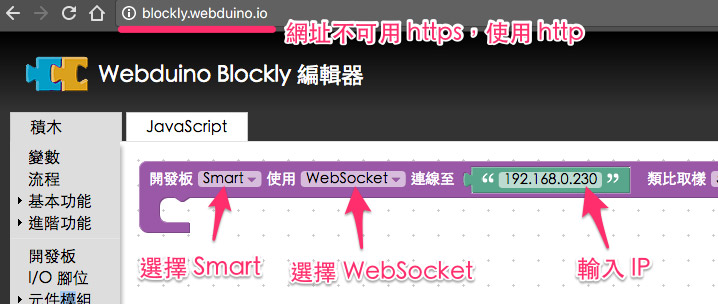 blockly.webduino.io
網址不可用 https，使用 http
Webduino Blockly 編輯器
積木
JavaScript
變數
流程
基本功能
進階功能
開發板
I/O 腳位
元件模組
開發板 Smart 使用 WebSocket 連線至 “ 192.168.0.230 ” 類比取樣
選擇 Smart
選擇 WebSocket
輸入 IP